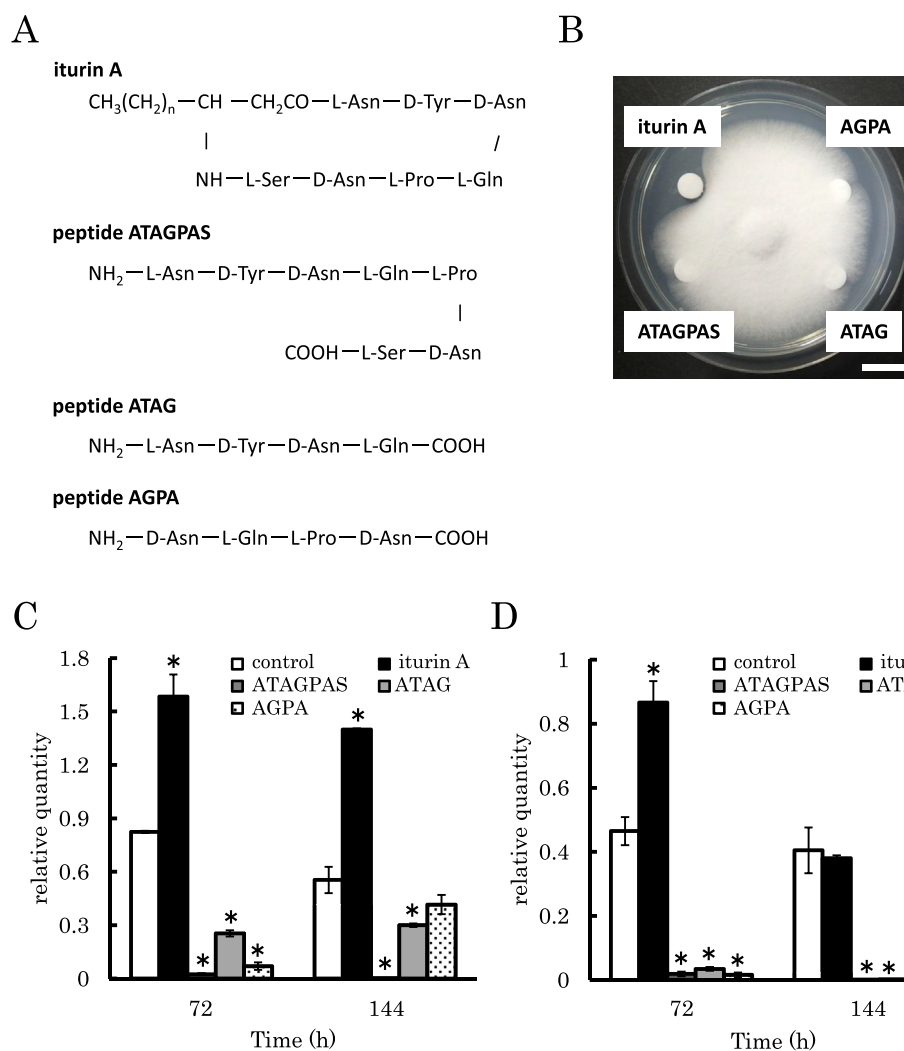 A
B
iturin A
CH3(CH2)n—CH—CH2CO—L-Asn—D-Tyr—D-Asn
NH—L-Ser—D-Asn—L-Pro—L-Gln
peptide ATAGPAS
NH2—L-Asn—D-Tyr—D-Asn—L-Gln—L-Pro
COOH—L-Ser—D-Asn
peptide ATAG
NH2—L-Asn—D-Tyr—D-Asn—L-Gln—COOH
peptide AGPA
NH2—D-Asn—L-Gln—L-Pro—D-Asn—COOH
iturin A AGPA
ATAGPAS ATAG
C
1.8
1.5
1.2
0.9
0.6
0.3
0
relative quantity
control iturin A
ATAGPAS ATAG
AGPA
* * * * * * *
72 144
Time (h)
D
1
0.8
0.6
0.4
0.2
0
relative quantity
control itu
ATAGPAS AT
AGPA
* * * * * *
72 144
Time (h)